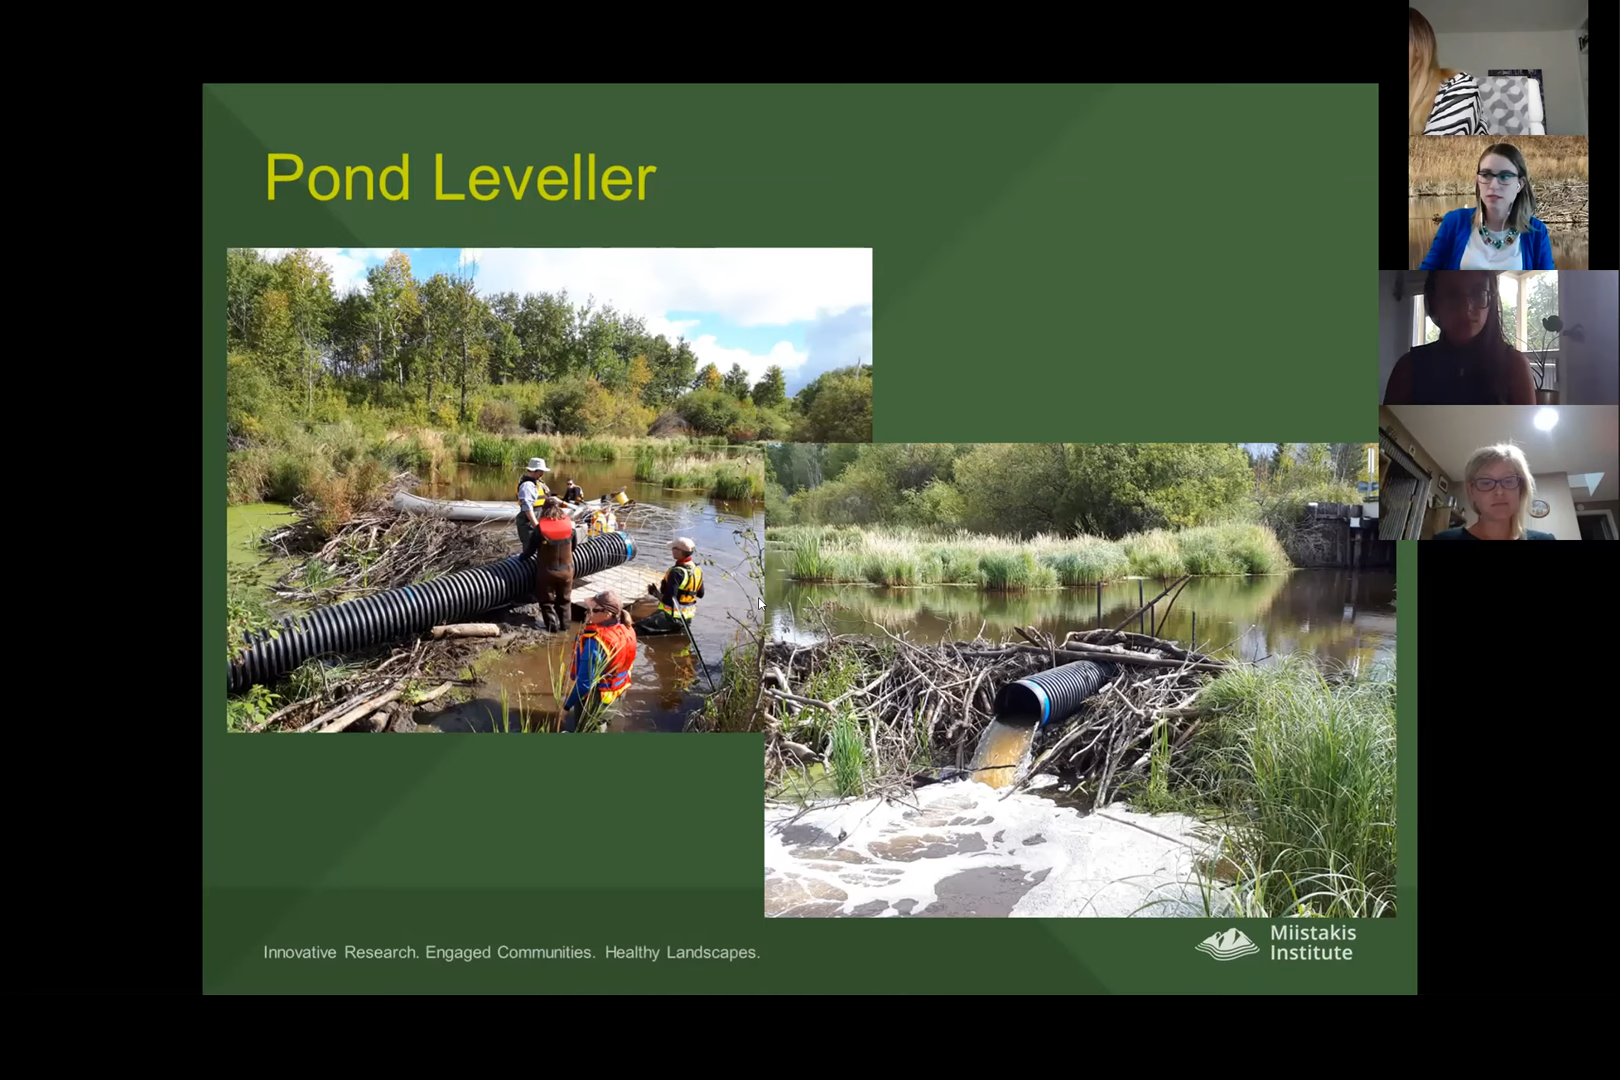 Pond Leveller
Innovative Research. Engaged Communities. Healthy Landscapes.
Miistakis
Institute